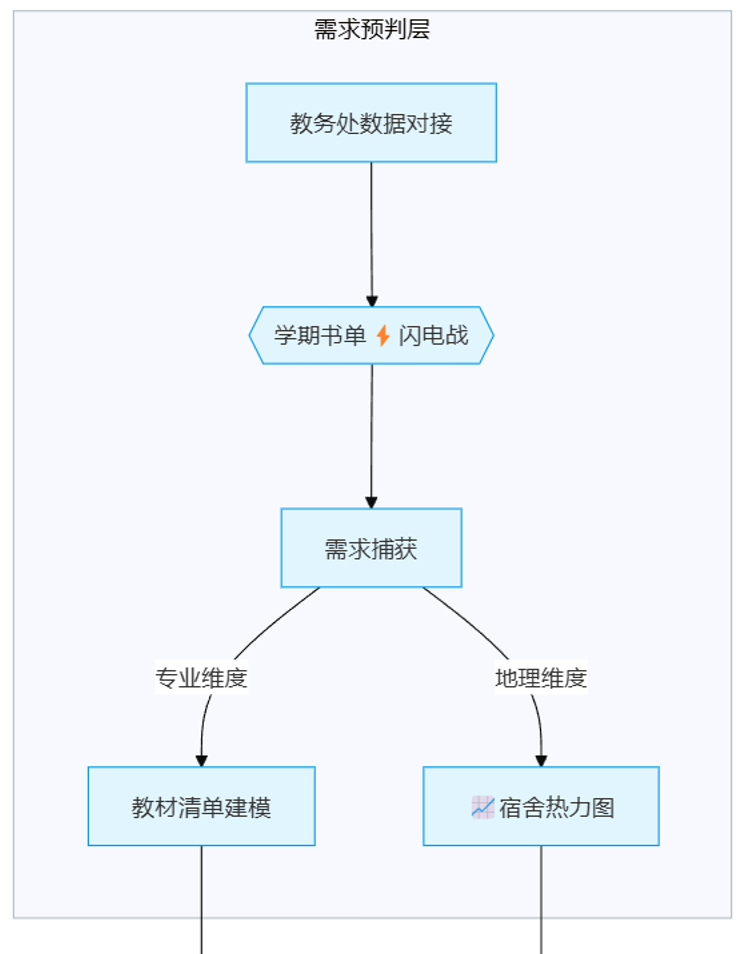 需求预判层
教务处数据对接
学期书单⚡闪电战
需求捕获
专业维度
地理维度
教材清单建模
📈宿舍热力图